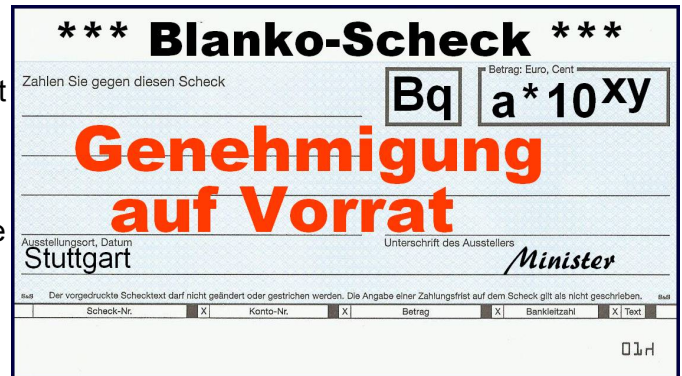 *** Blanko-Scheck ***
t
Zahlen Sie gegen diesen Scheck
Bq
Betrag: Euro, Cent
a*10xy
Genehmigung
auf Vorrat
e
Ausstellungsort, Datum
Stuttgart
Unterschrift des Ausstellers
Minister
Der vorgedruckte Schecktext darf nicht geändert oder gestrichen werden. Die Angabe einer Zahlungsfrist auf dem Scheck gilt als nicht geschrieben.
Scheck-Nr. X Konto-Nr. X Betrag X Bankleitzahl X Text